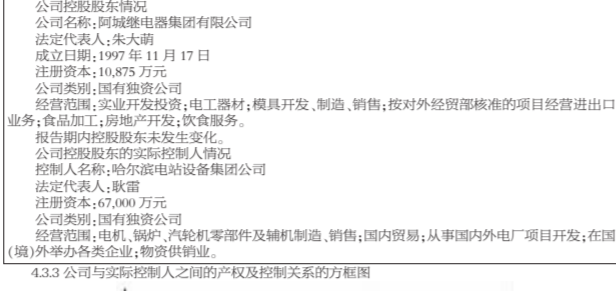 公司控股股东情况
公司名称:阿城继电器集团有限公司
法定代表人:朱大萌
成立日期:1997 年 11 月 17 日
注册资本:10,875 万元
公司类别:国有独资公司
经营范围:实业开发投资;电工器材;模具开发、制造、销售;按对外经贸部核准的项目经营进出口
业务;食品加工;房地产开发;饮食服务。
报告期内控股股东未发生变化。
公司控股股东的实际控制人情况
控制人名称:哈尔滨电站设备集团公司
法定代表人:耿雷
注册资本:67,000 万元
公司类别:国有独资公司
经营范围:电机、锅炉、汽轮机零部件及辅机制造、销售;国内贸易;从事国内外电厂项目开发;在国
(境)外举办各类企业;物资供销业。
4.3.3 公司与实际控制人之间的产权及控制关系的方框图